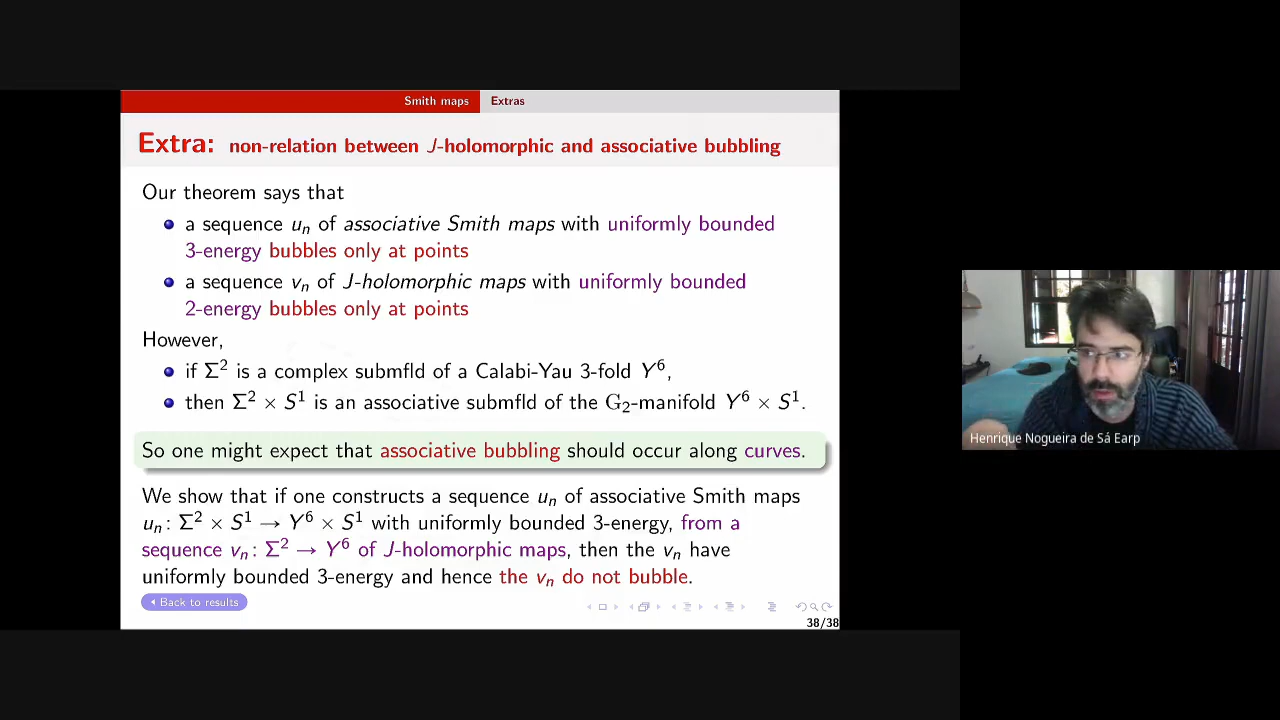 Smith maps Extras
Extra: non-relation between J-holomorphic and associative bubbling
Our theorem says that
a sequence uₙ of associative Smith maps with uniformly bounded
3-energy bubbles only at points
a sequence vₙ of J-holomorphic maps with uniformly bounded
2-energy bubbles only at points
However,
if Σ² is a complex submfld of a Calabi-Yau 3-fold Y⁶,
then Σ² × S¹ is an associative submfld of the G₂-manifold Y⁶ × S¹.
So one might expect that associative bubbling should occur along curves.
We show that if one constructs a sequence uₙ of associative Smith maps
uₙ: Σ² × S¹ → Y⁶ × S¹ with uniformly bounded 3-energy, from a
sequence vₙ: Σ² → Y⁶ of J-holomorphic maps, then the vₙ have
uniformly bounded 3-energy and hence the vₙ do not bubble.
Back to results
38/38
Henrique Nogueira de Sá Earp